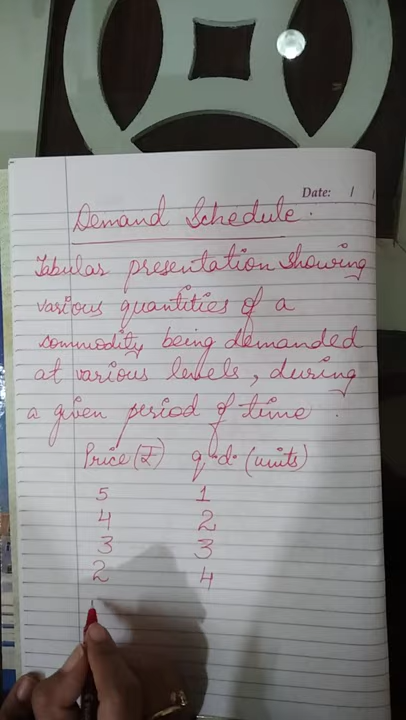 Date: / /
Demand Schedule.
Tabular presentation showing
various quantities of a
commodity being demanded
at various levels, during
a given period of time.
Price (₹) q.d. (units)
5 1
4 2
3 3
2 4
1